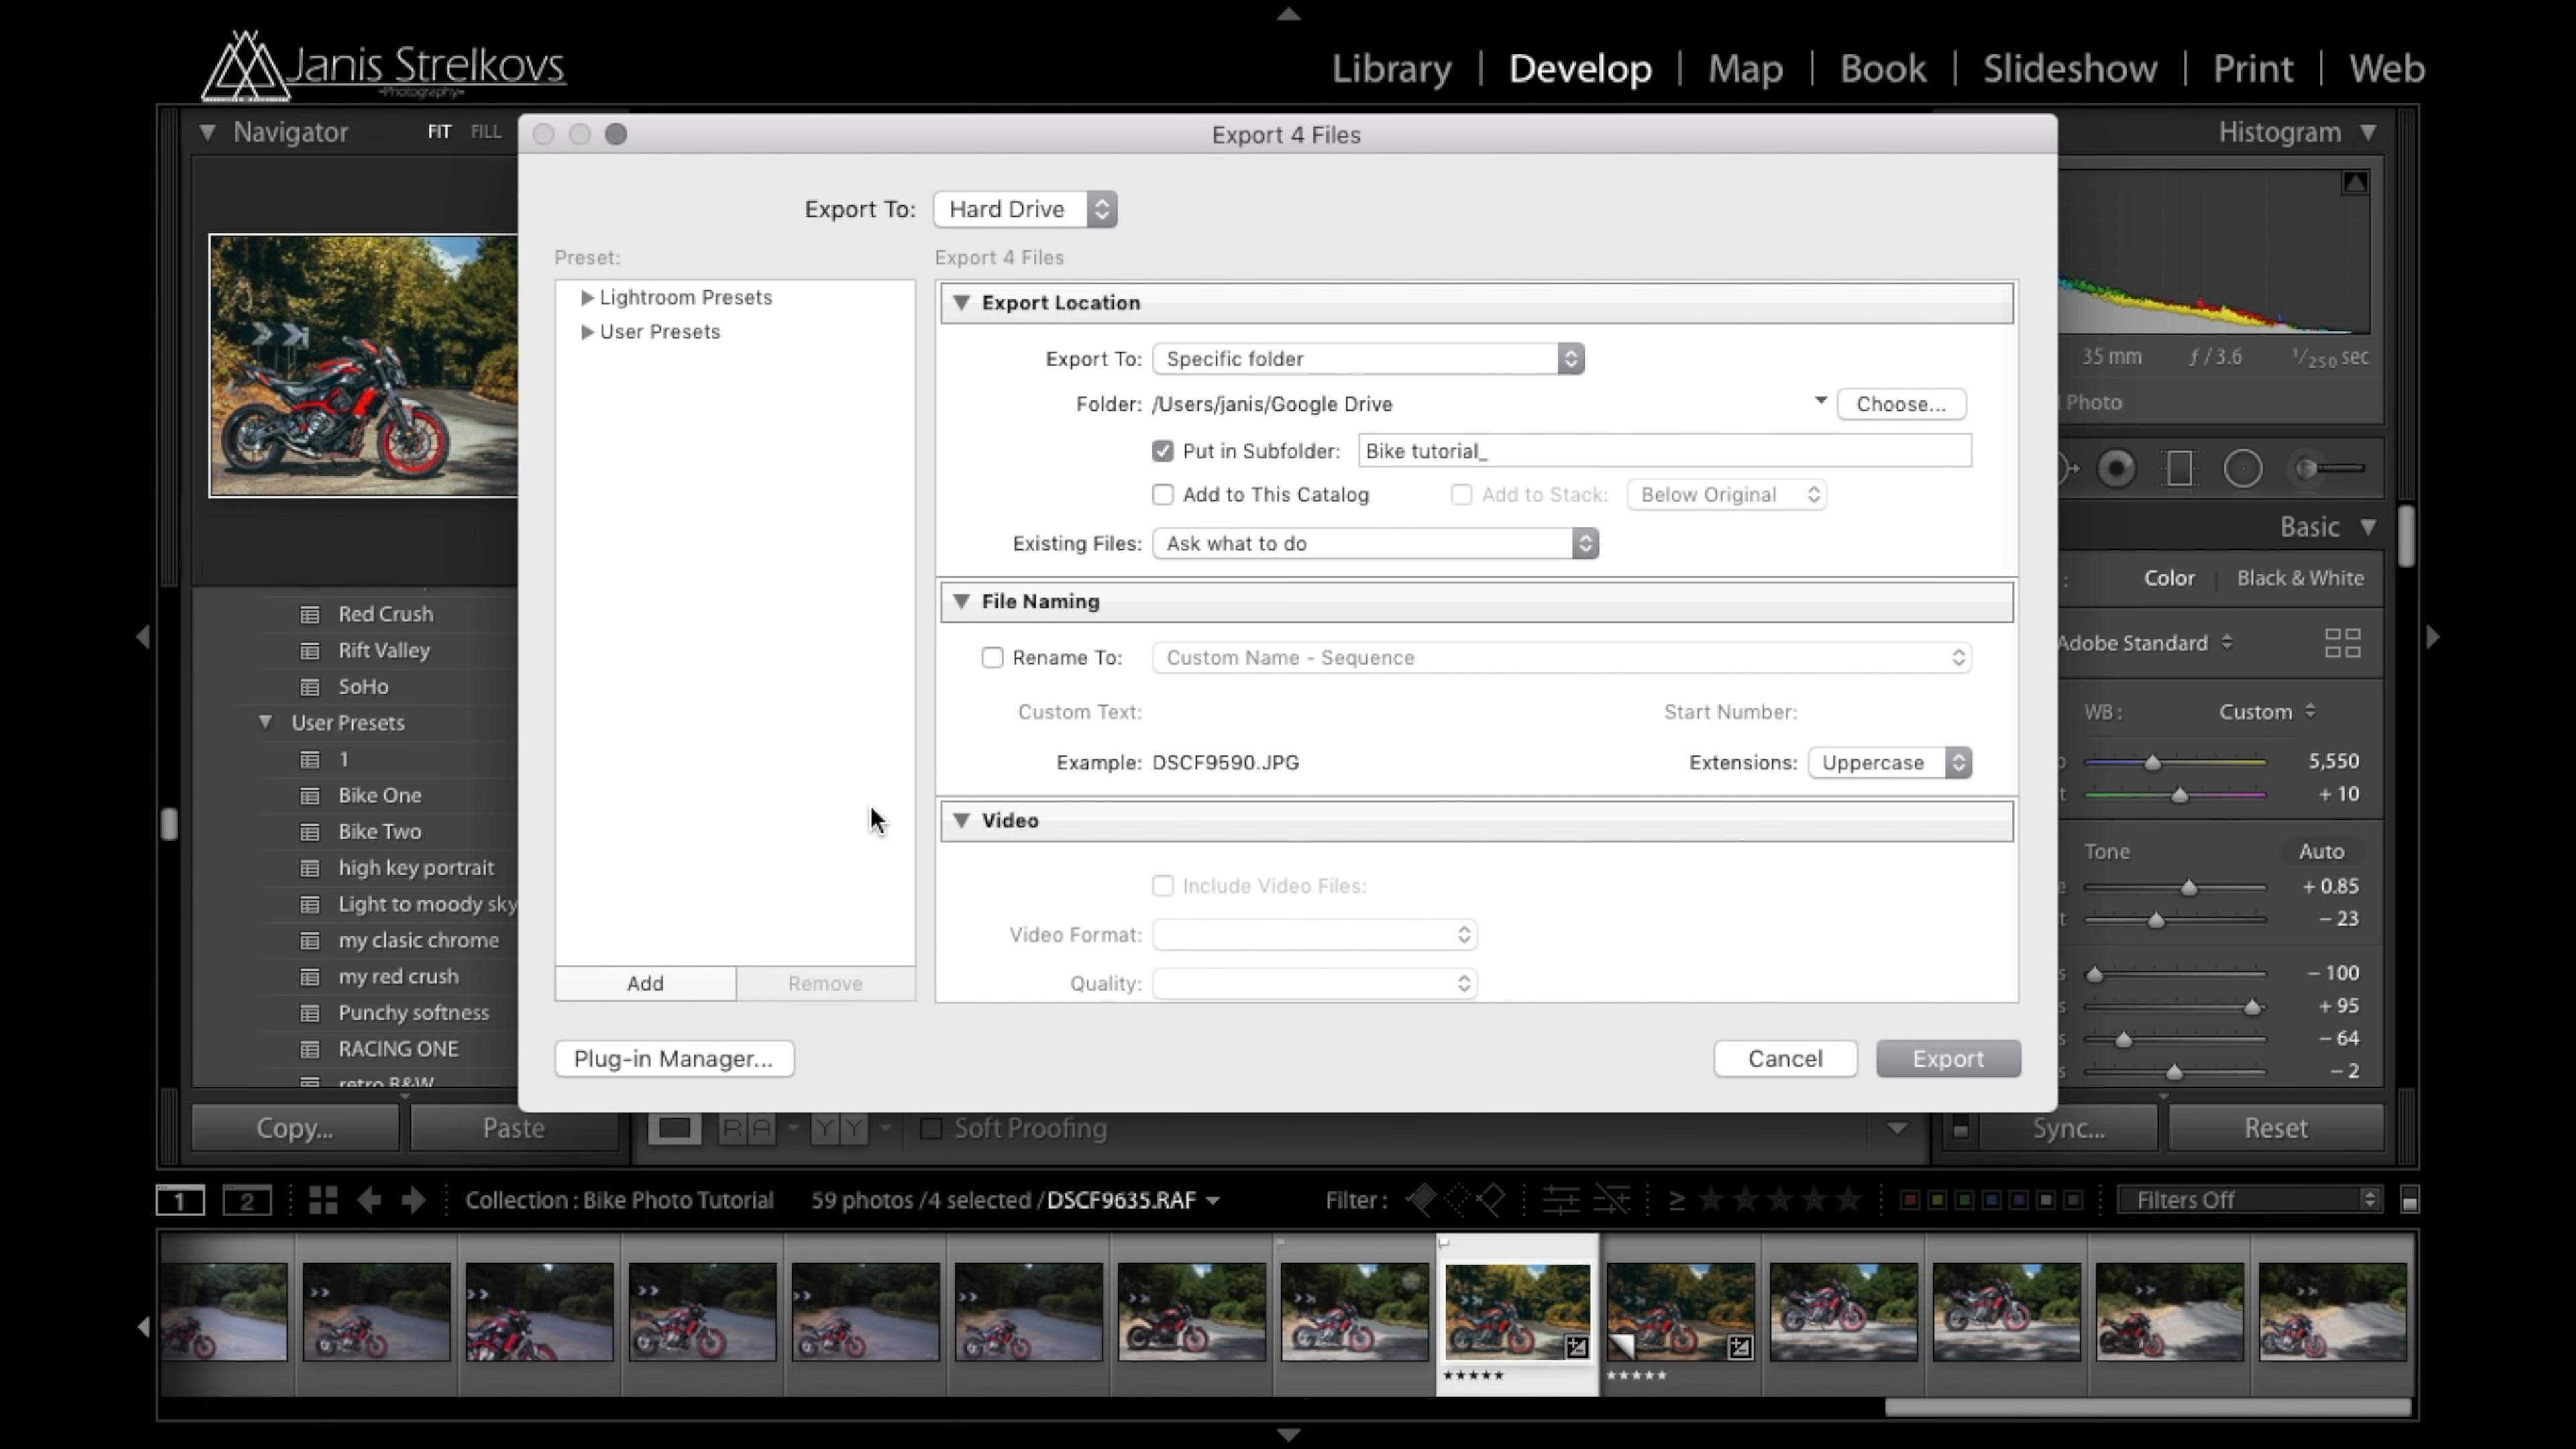 Janis Strelkovs
-Photography-
Library | Develop | Map | Book | Slideshow | Print | Web
Navigator FIT FILL
Histogram
Export 4 Files
Export To: Hard Drive
Preset:
Lightroom Presets
User Presets
Add Remove
Export 4 Files
Export Location
Export To: Specific folder
Folder: /Users/janis/Google Drive Choose...
Put in Subfolder: Bike tutorial_
Add to This Catalog Add to Stack: Below Original
Existing Files: Ask what to do
File Naming
Rename To: Custom Name - Sequence
Custom Text: Start Number:
Example: DSCF9590.JPG Extensions: Uppercase
Video
Include Video Files:
Video Format:
Quality:
Plug-in Manager... Cancel Export
35 mm ƒ / 3.6 1/250 sec
Photo
Basic
Color Black & White
Adobe Standard
WB : Custom
5,550
+ 10
Tone Auto
+ 0.85
– 23
– 100
+ 95
– 64
– 2
Red Crush
Rift Valley
SoHo
User Presets
1
Bike One
Bike Two
high key portrait
Light to moody sky
my clasic chrome
my red crush
Punchy softness
RACING ONE
retro B&W
Copy... Paste
R A Y Y Soft Proofing
Sync... Reset
1 2 Collection : Bike Photo Tutorial 59 photos /4 selected /DSCF9635.RAF Filter : ≥ Filters Off